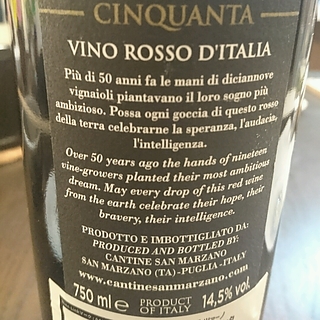 CINQUANTA
VINO ROSSO D'ITALIA
Più di 50 anni fa le mani di diciannove
vignaioli piantavano il loro sogno più
ambizioso. Possa ogni goccia di questo rosso
della terra celebrarne la speranza, l'audacia,
l'intelligenza.
Over 50 years ago the hands of nineteen
vine-growers planted their most ambitious
dream. May every drop of this red wine
from the earth celebrate their hope, their
bravery, their intelligence.
PRODOTTO E IMBOTTIGLIATO DA:
PRODUCED AND BOTTLED BY:
CANTINE SAN MARZANO
SAN MARZANO (TA) -PUGLIA -ITALY
www.cantinesanmarzano.com
750 ml e PRODUCT OF ITALY 14,5% vol.